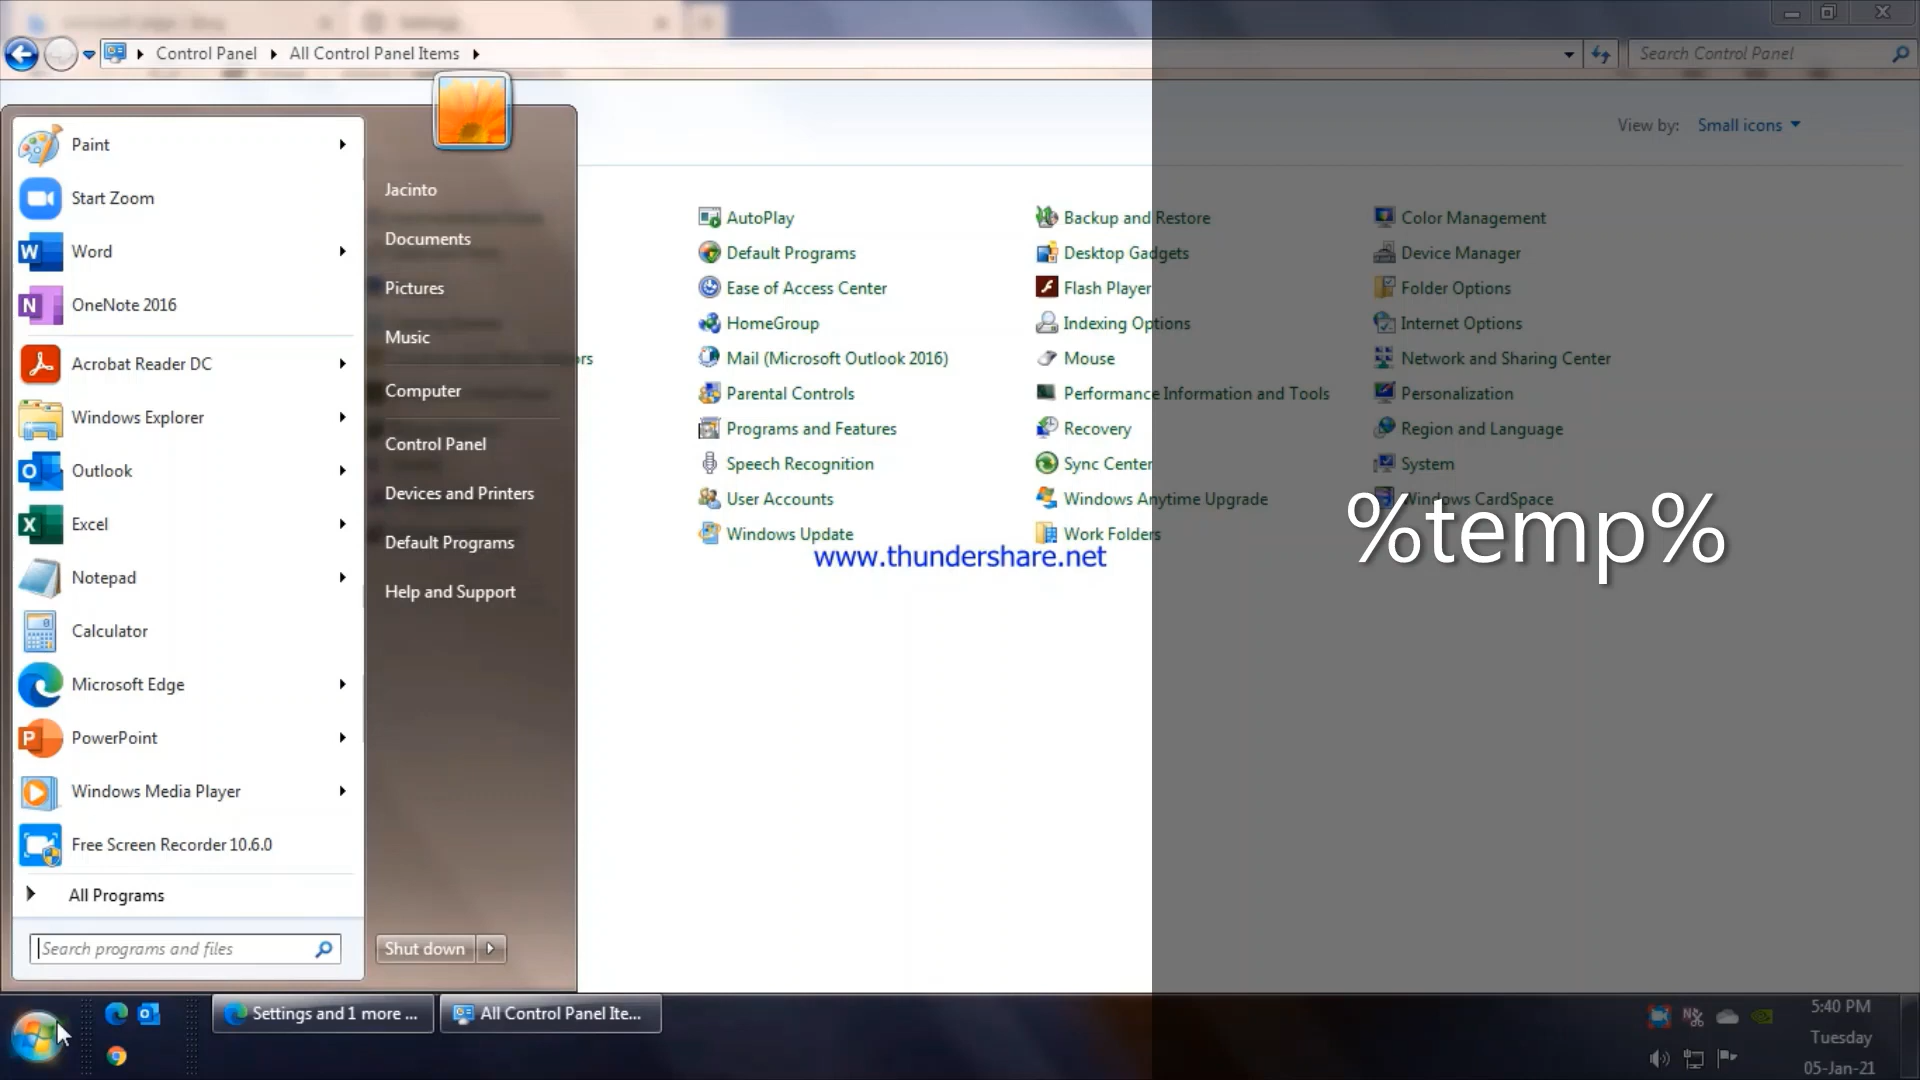 Control Panel
All Control Panel Items
Search Control Panel
View by:
Small icons
Paint
Start Zoom
Word
OneNote 2016
Acrobat Reader DC
Windows Explorer
Outlook
Excel
Notepad
Calculator
Microsoft Edge
PowerPoint
Windows Media Player
Free Screen Recorder 10.6.0
All Programs
Search programs and files
Jacinto
Documents
Pictures
Music
Computer
Control Panel
Devices and Printers
Default Programs
Help and Support
Shut down
rs
AutoPlay
Default Programs
Ease of Access Center
HomeGroup
Mail (Microsoft Outlook 2016)
Parental Controls
Programs and Features
Speech Recognition
User Accounts
Windows Update
Backup and Restore
Desktop Gadgets
Flash Player
Indexing Options
Mouse
Performance Information and Tools
Recovery
Sync Center
Windows Anytime Upgrade
Work Folders
Color Management
Device Manager
Folder Options
Internet Options
Network and Sharing Center
Personalization
Region and Language
System
Windows CardSpace
www.thundershare.net
%temp%
Settings and 1 more ...
All Control Panel Ite...
5:40 PM
Tuesday
05-Jan-21